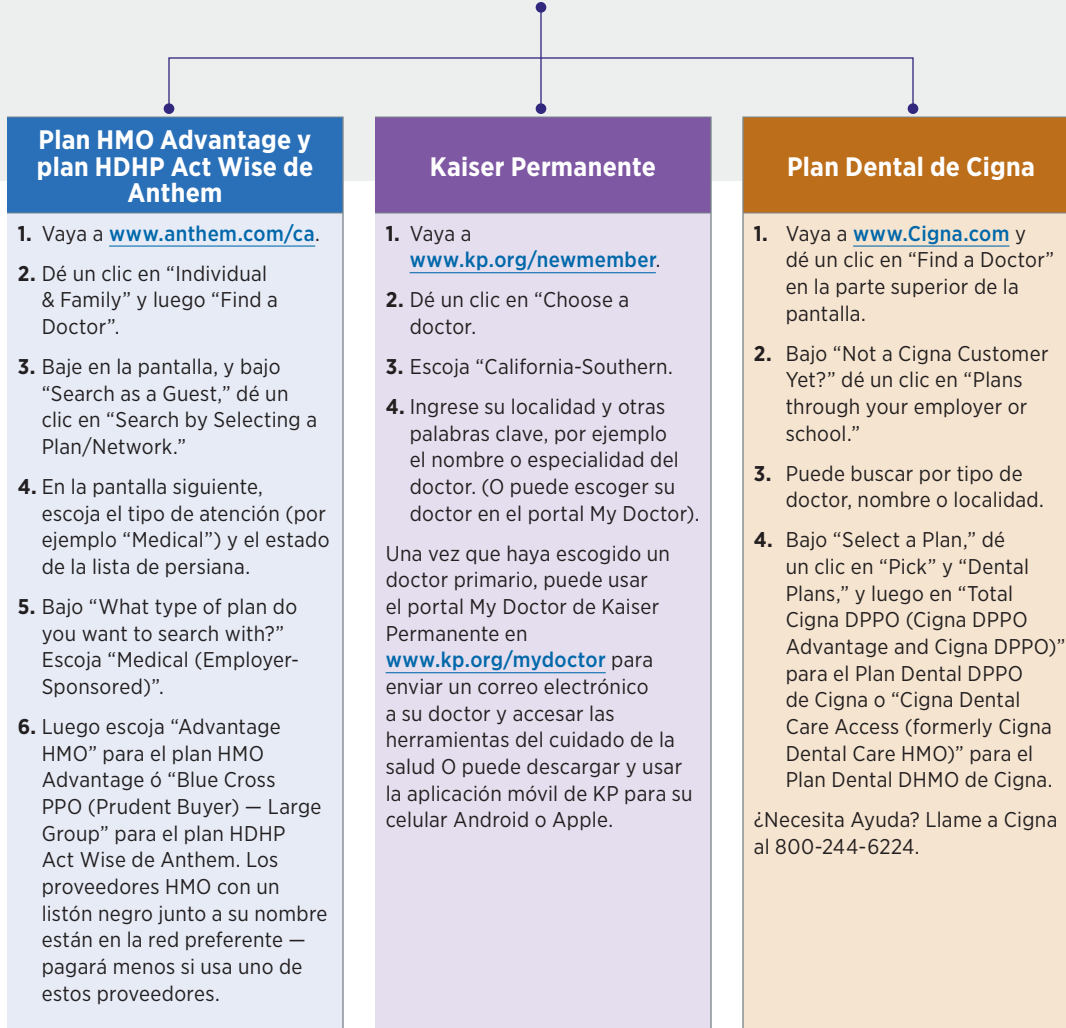 Plan HMO Advantage y
plan HDHP Act Wise de
Anthem
1. Vaya a www.anthem.com/ca.
2. Dé un clic en “Individual
& Family” y luego “Find a
Doctor”.
3. Baje en la pantalla, y bajo
“Search as a Guest,” dé un
clic en “Search by Selecting a
Plan/Network.”
4. En la pantalla siguiente,
escoja el tipo de atención (por
ejemplo “Medical”) y el estado
de la lista de persiana.
5. Bajo “What type of plan do
you want to search with?”
Escoja “Medical (Employer-
Sponsored)”.
6. Luego escoja “Advantage
HMO” para el plan HMO
Advantage ó “Blue Cross
PPO (Prudent Buyer) — Large
Group” para el plan HDHP
Act Wise de Anthem. Los
proveedores HMO con un
listón negro junto a su nombre
están en la red preferente —
pagará menos si usa uno de
estos proveedores.
Kaiser Permanente
1. Vaya a
www.kp.org/newmember.
2. Dé un clic en “Choose a
doctor.
3. Escoja “California-Southern.
4. Ingrese su localidad y otras
palabras clave, por ejemplo
el nombre o especialidad del
doctor. (O puede escoger su
doctor en el portal My Doctor).
Una vez que haya escogido un
doctor primario, puede usar
el portal My Doctor de Kaiser
Permanente en
www.kp.org/mydoctor para
enviar un correo electrónico
a su doctor y accesar las
herramientas del cuidado de la
salud O puede descargar y usar
la aplicación móvil de KP para su
celular Android o Apple.
Plan Dental de Cigna
1. Vaya a www.Cigna.com y
dé un clic en “Find a Doctor”
en la parte superior de la
pantalla.
2. Bajo “Not a Cigna Customer
Yet?” dé un clic en “Plans
through your employer or
school.”
3. Puede buscar por tipo de
doctor, nombre o localidad.
4. Bajo “Select a Plan,” dé
un clic en “Pick” y “Dental
Plans,” y luego en “Total
Cigna DPPO (Cigna DPPO
Advantage and Cigna DPPO)”
para el Plan Dental DPPO
de Cigna o “Cigna Dental
Care Access (formerly Cigna
Dental Care HMO)” para el
Plan Dental DHMO de Cigna.
¿Necesita Ayuda? Llame a Cigna
al 800-244-6224.